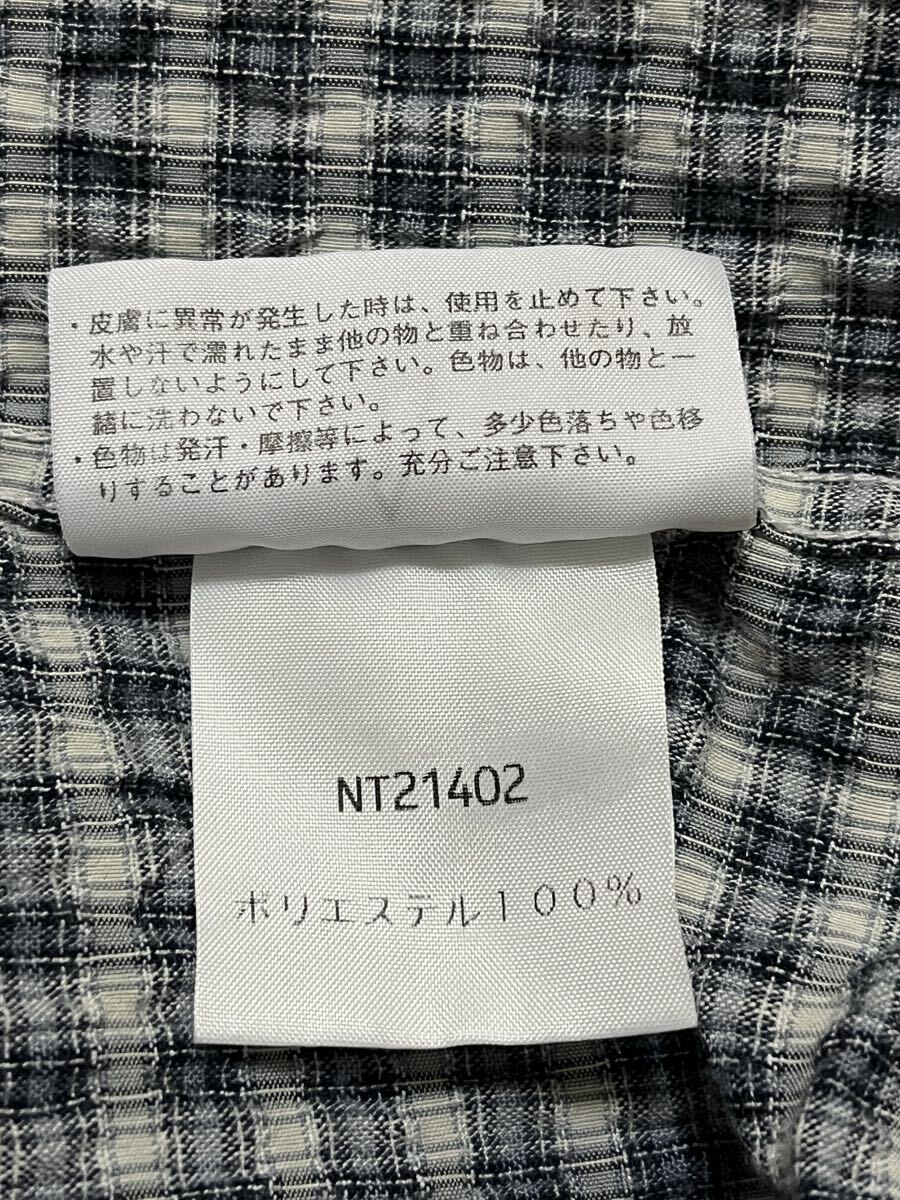 ・皮膚に異常が発生した時は、使用を止めて下さい。
水や汗で濡れたまま他の物と重ね合わせたり、放
置しないようにして下さい。色物は、他の物と一
緒に洗わないで下さい。
・色物は発汗・摩擦等によって、多少色落ちや色移
りすることがあります。充分ご注意下さい。
NT21402
ポリエステル100%